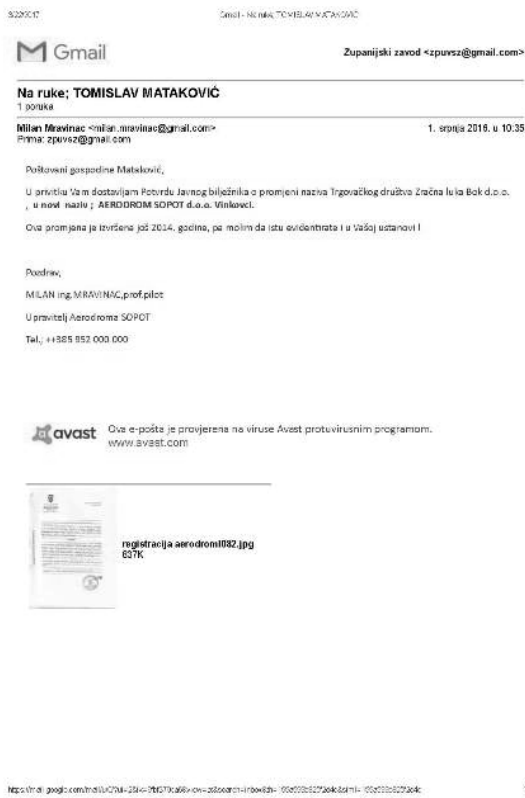 8/22/2017 Gmail - Na ruke; TOMISLAV MATAKOVIĆ
Gmail
Zupanijski zavod <zpuvsz@gmail.com>
Na ruke; TOMISLAV MATAKOVIĆ
1 poruka
Milan Mravinac <milan.mravinac@gmail.com> 1. srpnja 2016. u 10:35
Prima: zpuvsz@gmail.com
Poštovani gospodine Mataković,
U privitku Vam dostavljam Potvrdu Javnog bilježnika o promjeni naziva Trgovačkog društva Zračna luka Bok d.o.o.
, u novi naziv ; AERODROM SOPOT d.o.o. Vinkovci.
Ova promjena je izvršena još 2014. godine, pa molim da istu evidentirate i u Vašoj ustanovi !
Pozdrav,
MILAN ing.MRAVINAC,prof.pilot
Upravitelj Aerodroma SOPOT
Tel.; ++385 952 000 000
avast
Ova e-pošta je provjerena na viruse Avast protuvirusnim programom.
www.avast.com
registracija aerodroml082.jpg
637K